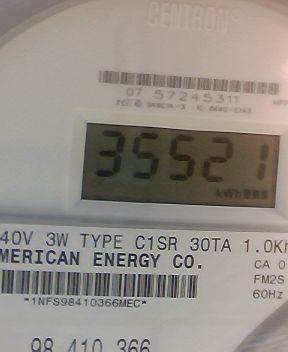 CENTRON
07 57245311
35521
kWh
40V 3W TYPE C1SR 30TA 1.0Kh
MERICAN ENERGY CO. CA 0
FM2S
*1NFS98410366MEC* 60Hz
98 410 366